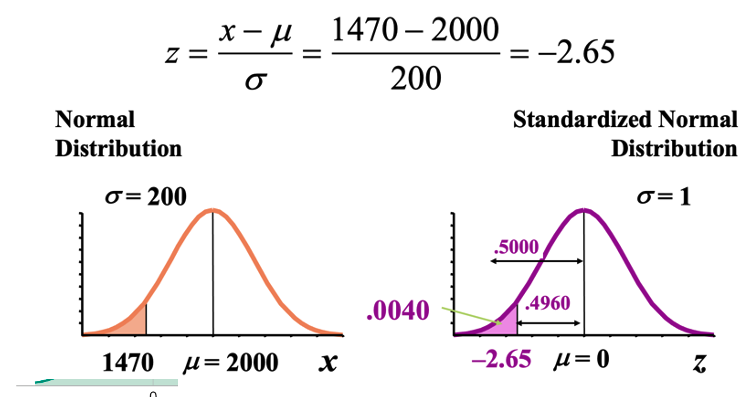 z = x − μ / σ = 1470 − 2000 / 200 = −2.65
Normal
Distribution
Standardized Normal
Distribution
σ = 200
σ = 1
.5000
.4960
.0040
1470 μ = 2000 x
−2.65 μ = 0 z